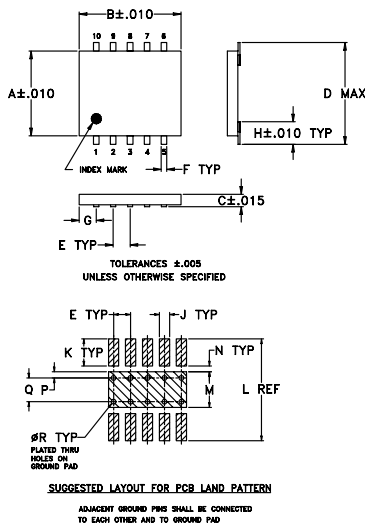 B±.010
10 9 8 7 6
A±.010
D MAX
H±.010 TYP
1 2 3 4 5
INDEX MARK
F TYP
C±.015
G
E TYP
TOLERANCES ±.005
UNLESS OTHERWISE SPECIFIED
E TYP
J TYP
K TYP
N TYP
Q P
M
L REF
ØR TYP
PLATED THRU
HOLES ON
GROUND PAD
SUGGESTED LAYOUT FOR PCB LAND PATTERN
ADJACENT GROUND PINS SHALL BE CONNECTED
TO EACH OTHER AND TO GROUND PAD